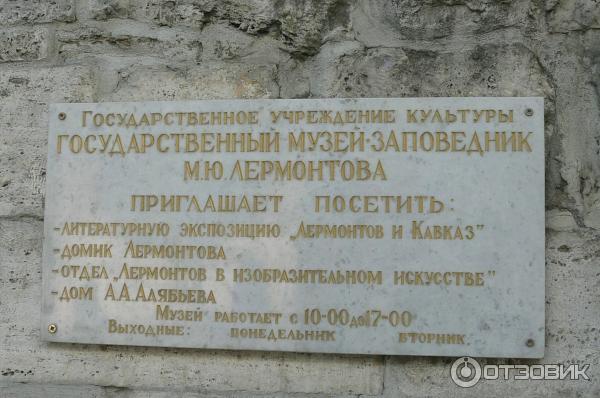 Государственное учреждение культуры
Государственный музей-заповедник
М.Ю. Лермонтова
приглашает посетить:
-литературную экспозицию „Лермонтов и Кавказ"
-домик Лермонтова
-отдел „Лермонтов в изобразительном искусстве"
-дом А.А. Алябьева
Музей работает с 10-00 до 17-00
Выходные: понедельник вторник.
ОТЗОВИК